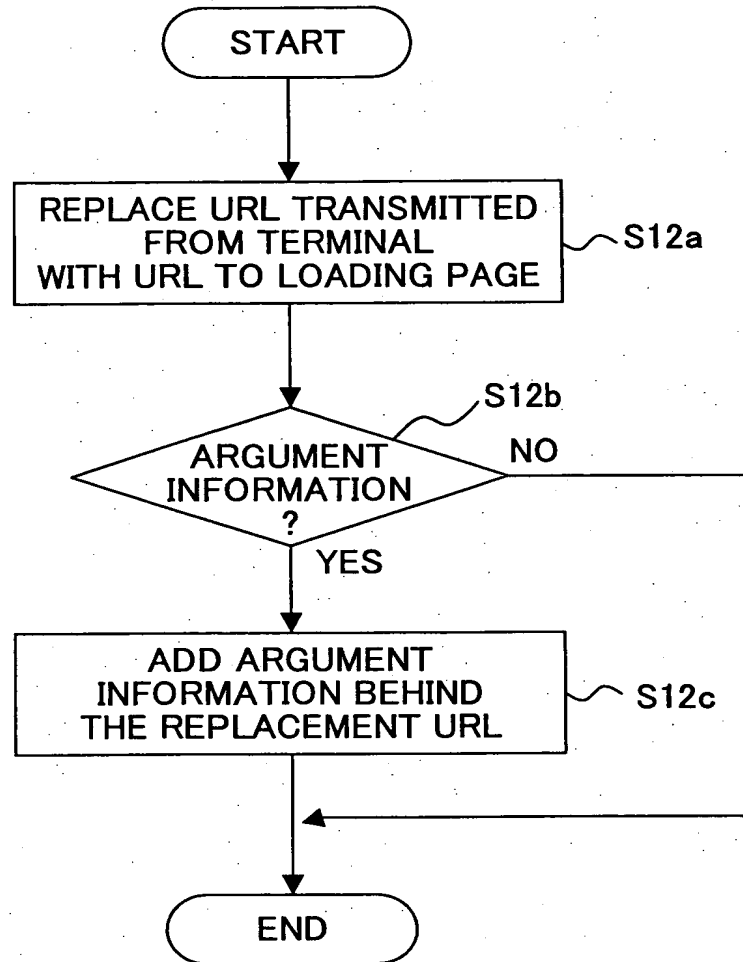 START
REPLACE URL TRANSMITTED
FROM TERMINAL
WITH URL TO LOADING PAGE
S12a
S12b
ARGUMENT
INFORMATION
?
NO
YES
ADD ARGUMENT
INFORMATION BEHIND
THE REPLACEMENT URL
S12c
END